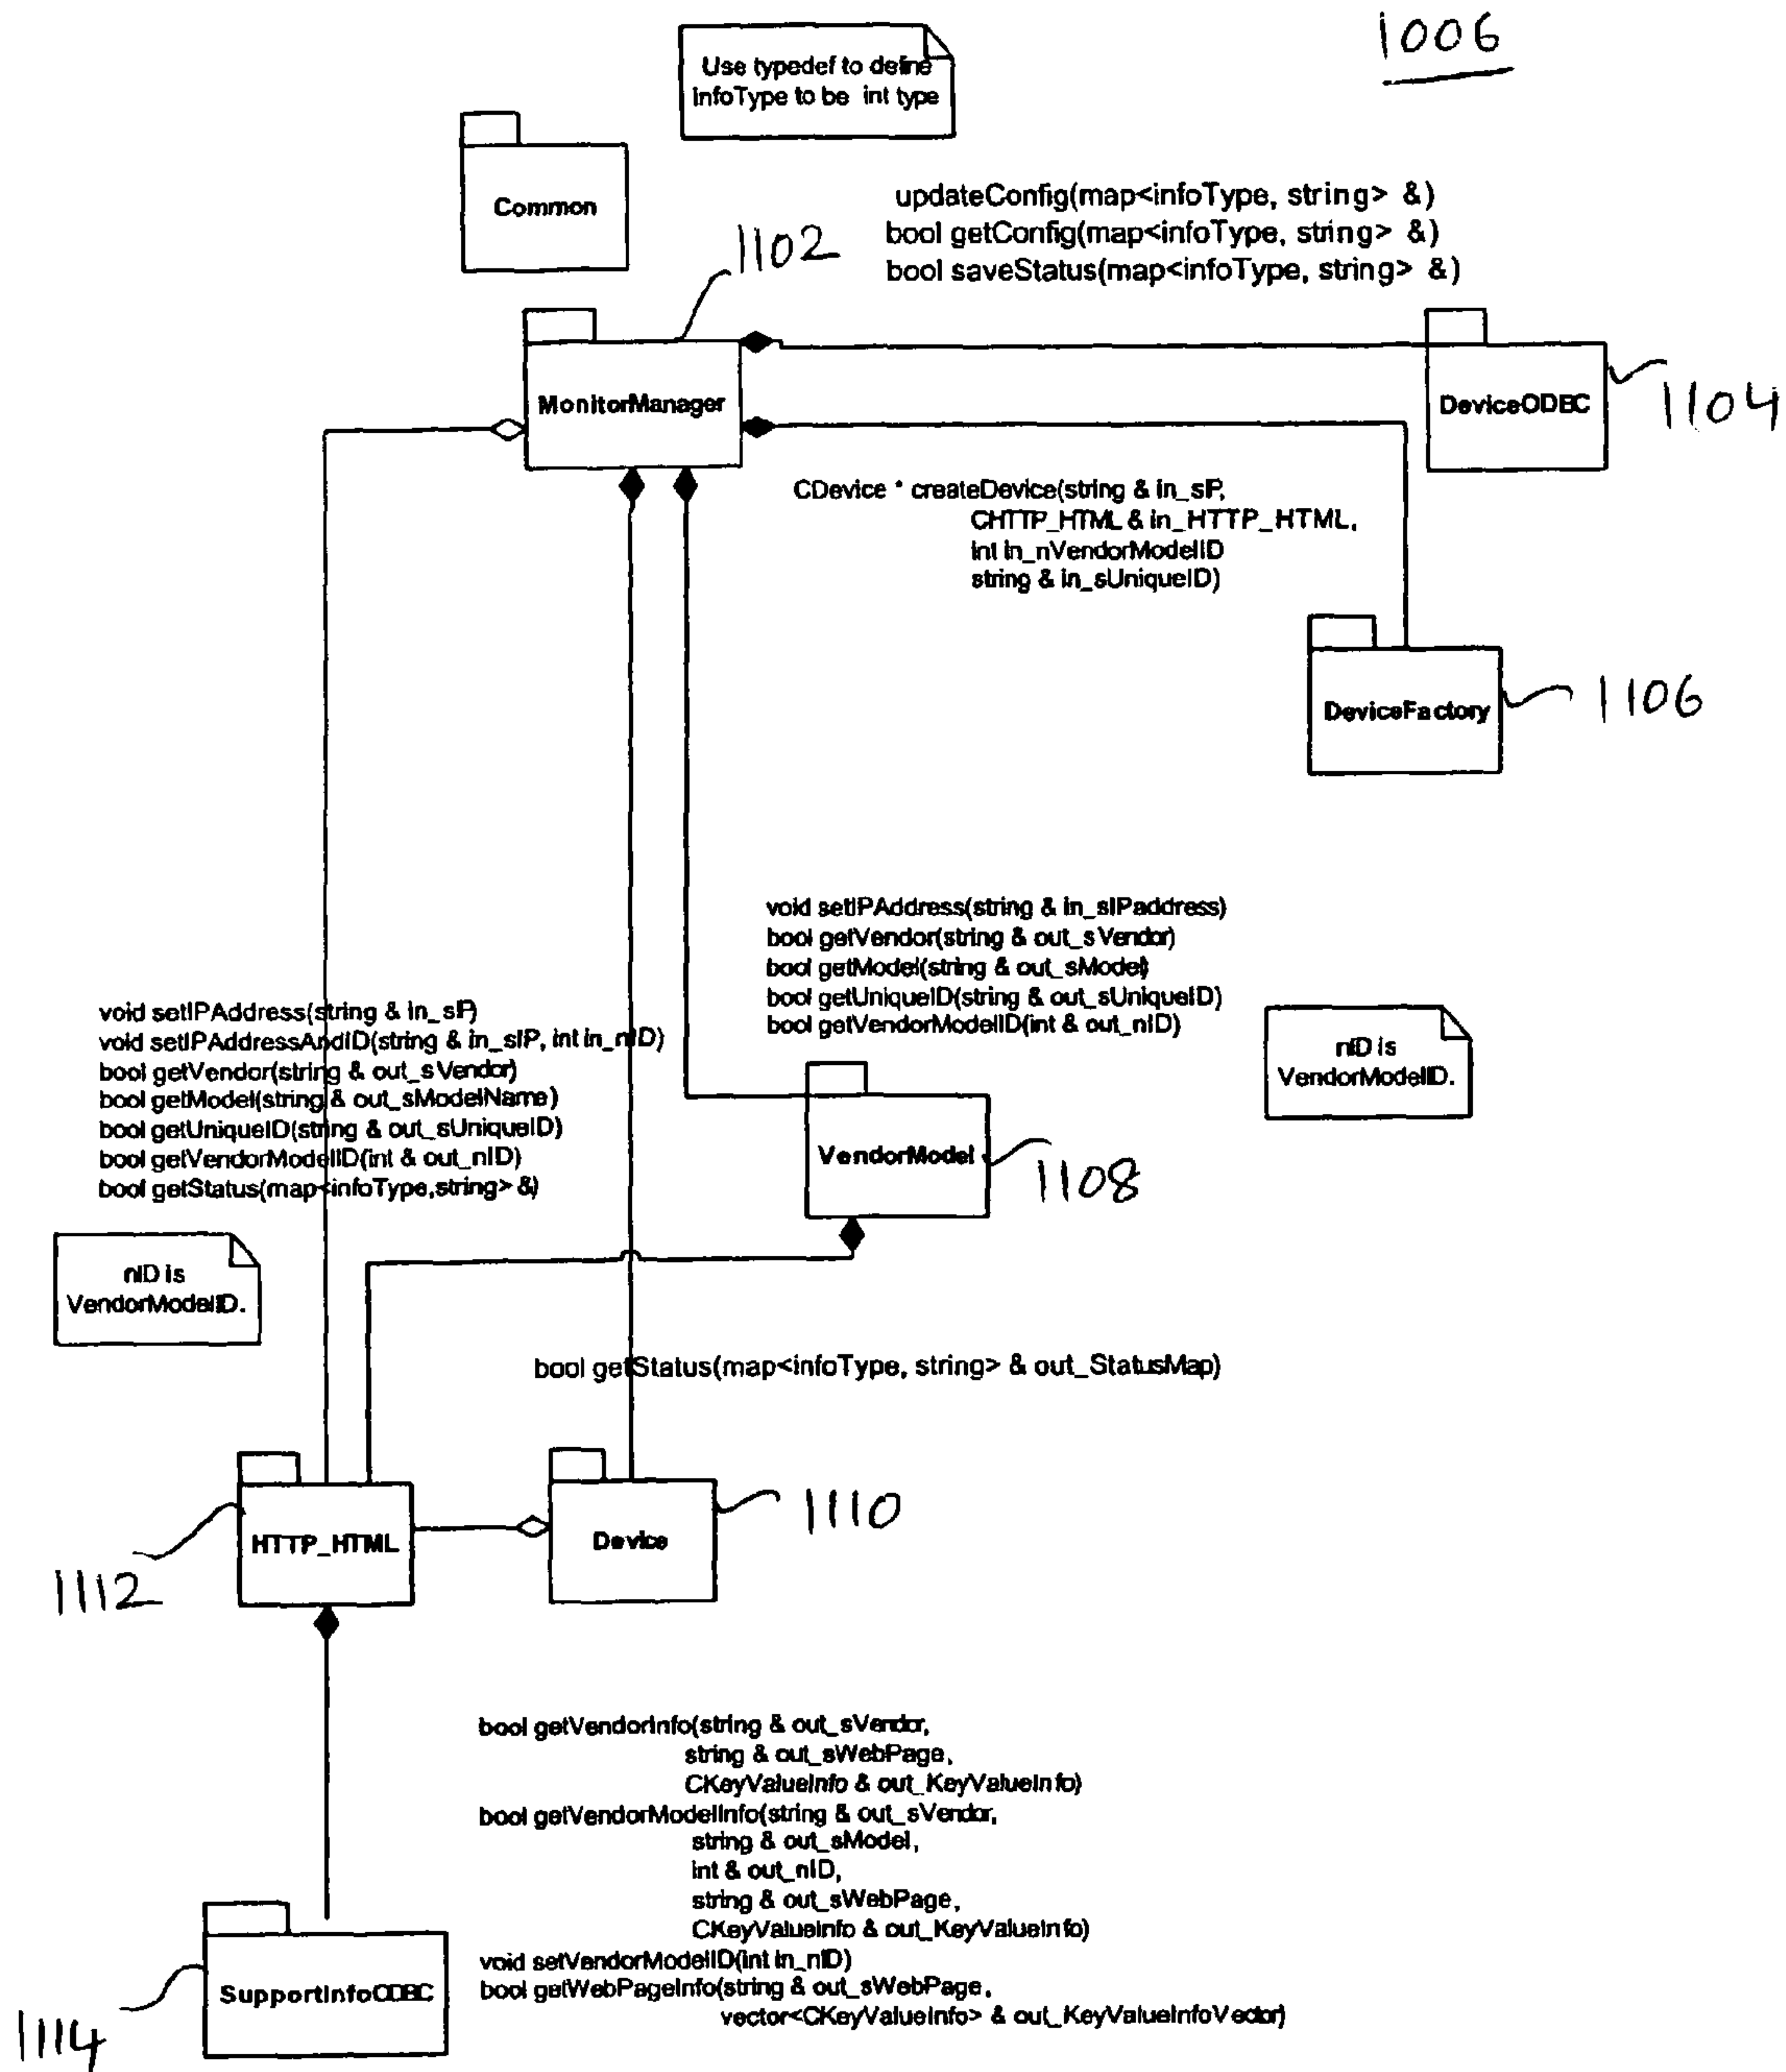 1006
Use typedef to define
infoType to be int type
Common
updateConfig(map<infoType, string> &)
bool getConfig(map<infoType, string> &)
bool saveStatus(map<infoType, string> &)
1102
MonitorManager
DeviceODBC
1104
CDevice * createDevice(string & in_sIP,
CHTTP_HTML & in_HTTP_HTML,
int in_nVendorModelID
string & in_sUniqueID)
DeviceFactory
1106
void setIPAddress(string & in_sIPaddress)
bool getVendor(string & out_sVendor)
bool getModel(string & out_sModel)
bool getUniqueID(string & out_sUniqueID)
bool getVendorModelID(int & out_nID)
void setIPAddress(string & in_sIP)
void setIPAddressAndID(string & in_sIP, int in_nID)
bool getVendor(string & out_sVendor)
bool getModel(string & out_sModelName)
bool getUniqueID(string & out_sUniqueID)
bool getVendorModelID(int & out_nID)
bool getStatus(map<infoType,string> &)
nID is
VendorModelID.
VendorModel
1108
nID is
VendorModelID.
bool getStatus(map<infoType, string> & out_StatusMap)
HTTP_HTML
1112
Device
1110
bool getVendorInfo(string & out_sVendor,
string & out_sWebPage,
CKeyValueInfo & out_KeyValueInfo)
bool getVendorModelInfo(string & out_sVendor,
string & out_sModel,
int & out_nID,
string & out_sWebPage,
CKeyValueInfo & out_KeyValueInfo)
void setVendorModelID(int in_nID)
bool getWebPageInfo(string & out_sWebPage,
vector<CKeyValueInfo> & out_KeyValueInfoVector)
SupportInfoODBC
1114